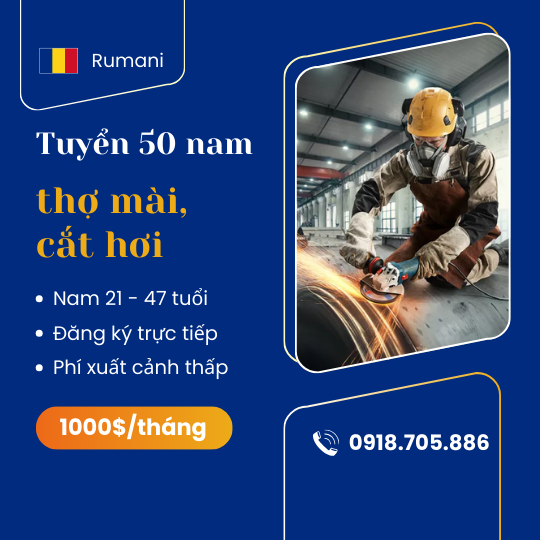 Rumani
Tuyển 50 nam
thợ mài,
cắt hơi
Nam 21 - 47 tuổi
Đăng ký trực tiếp
Phí xuất cảnh thấp
1000$/tháng
0918.705.886